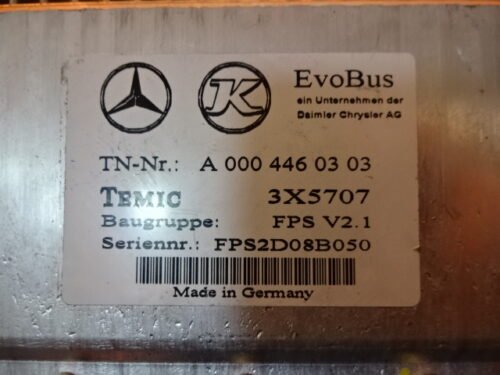 K
EvoBus
ein Unternehmen der
Daimler Chrysler AG
TN-Nr.: A 000 446 03 03
TEMIC 3X5707
Baugruppe: FPS V2.1
Seriennr.: FPS2D08B050
Made in Germany